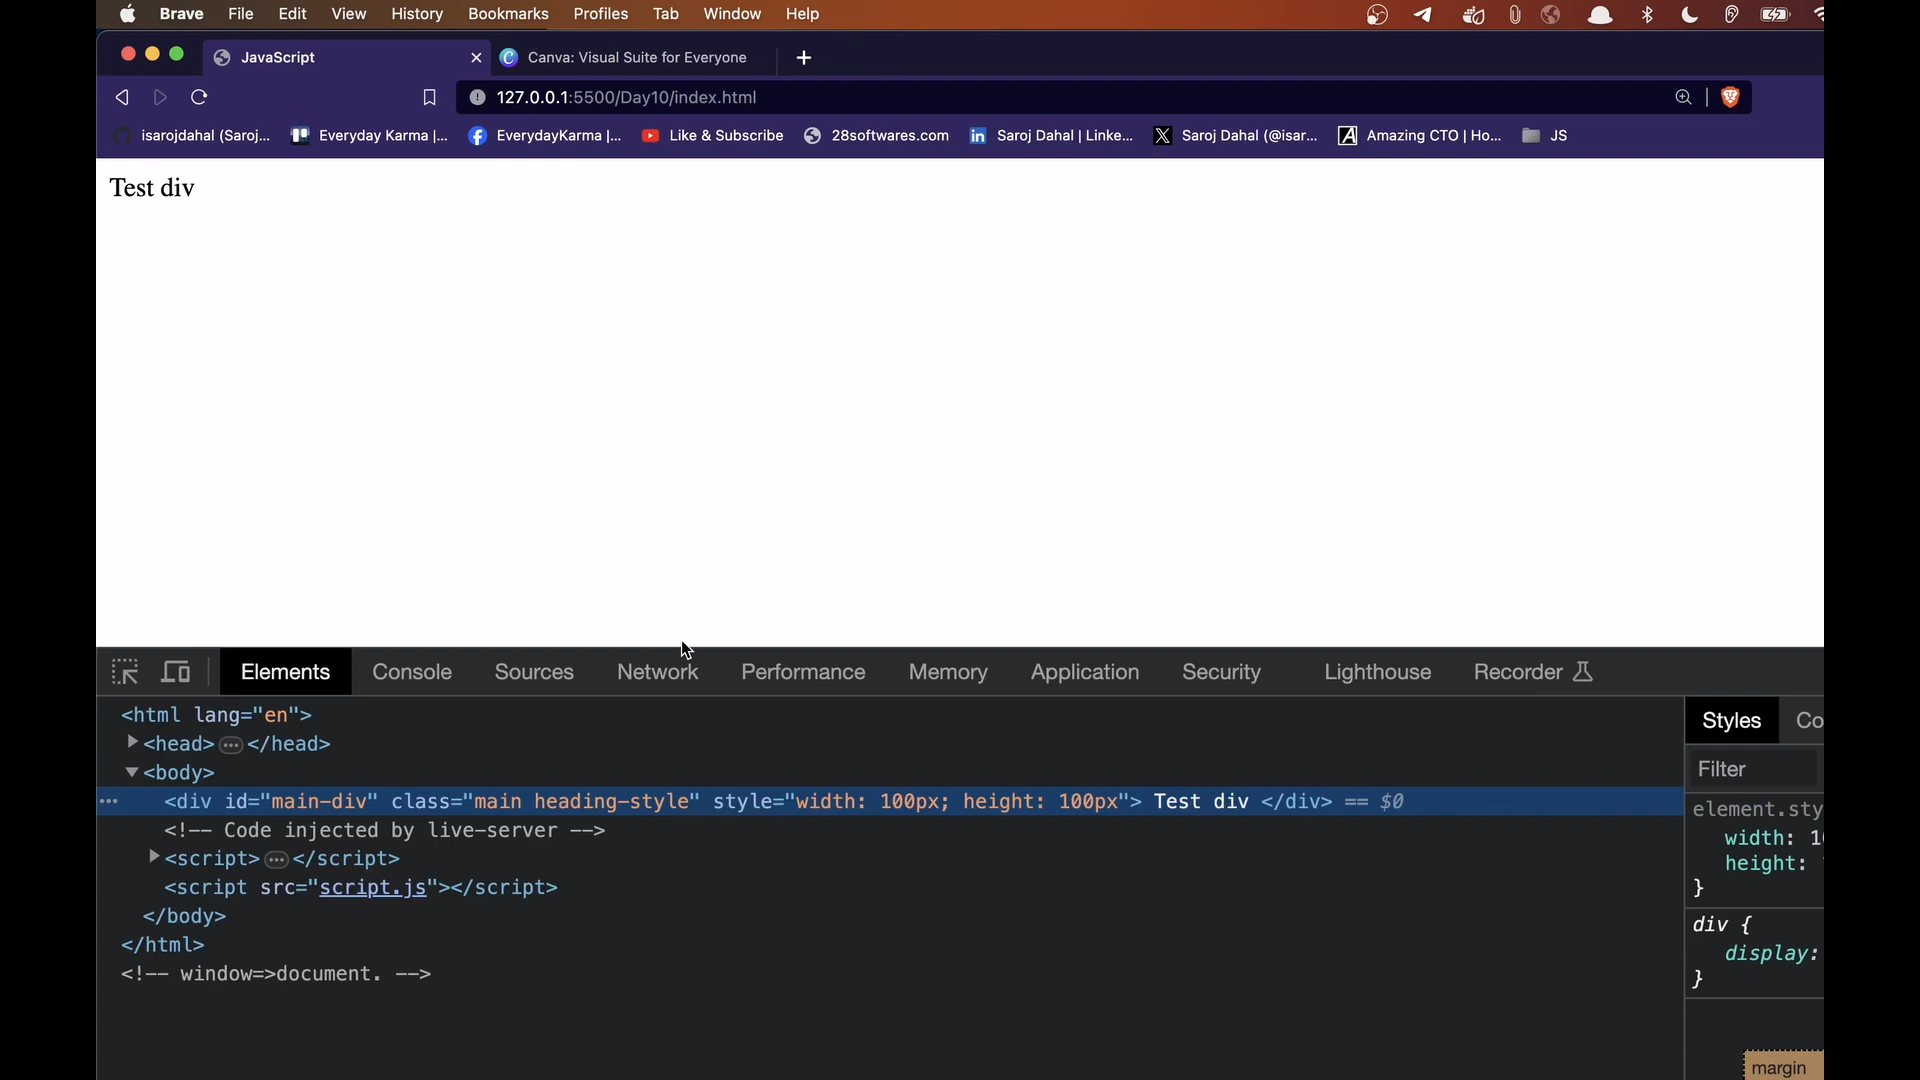 Brave File Edit View History Bookmarks Profiles Tab Window Help
JavaScript Canva: Visual Suite for Everyone
127.0.0.1:5500/Day10/index.html
isarojdahal (Saroj... Everyday Karma |... EverydayKarma |... Like & Subscribe 28softwares.com Saroj Dahal | Linke... Saroj Dahal (@isar... Amazing CTO | Ho... JS
Test div
Elements Console Sources Network Performance Memory Application Security Lighthouse Recorder
<html lang="en">
<head> ... </head>
<body>
... <div id="main-div" class="main heading-style" style="width: 100px; height: 100px"> Test div </div> == $0
<!-- Code injected by live-server -->
<script> ... </script>
<script src="script.js"></script>
</body>
</html>
<!-- window=>document. -->
Styles Co
Filter
element.sty
width: 10
height:
}
div {
display:
}
margin